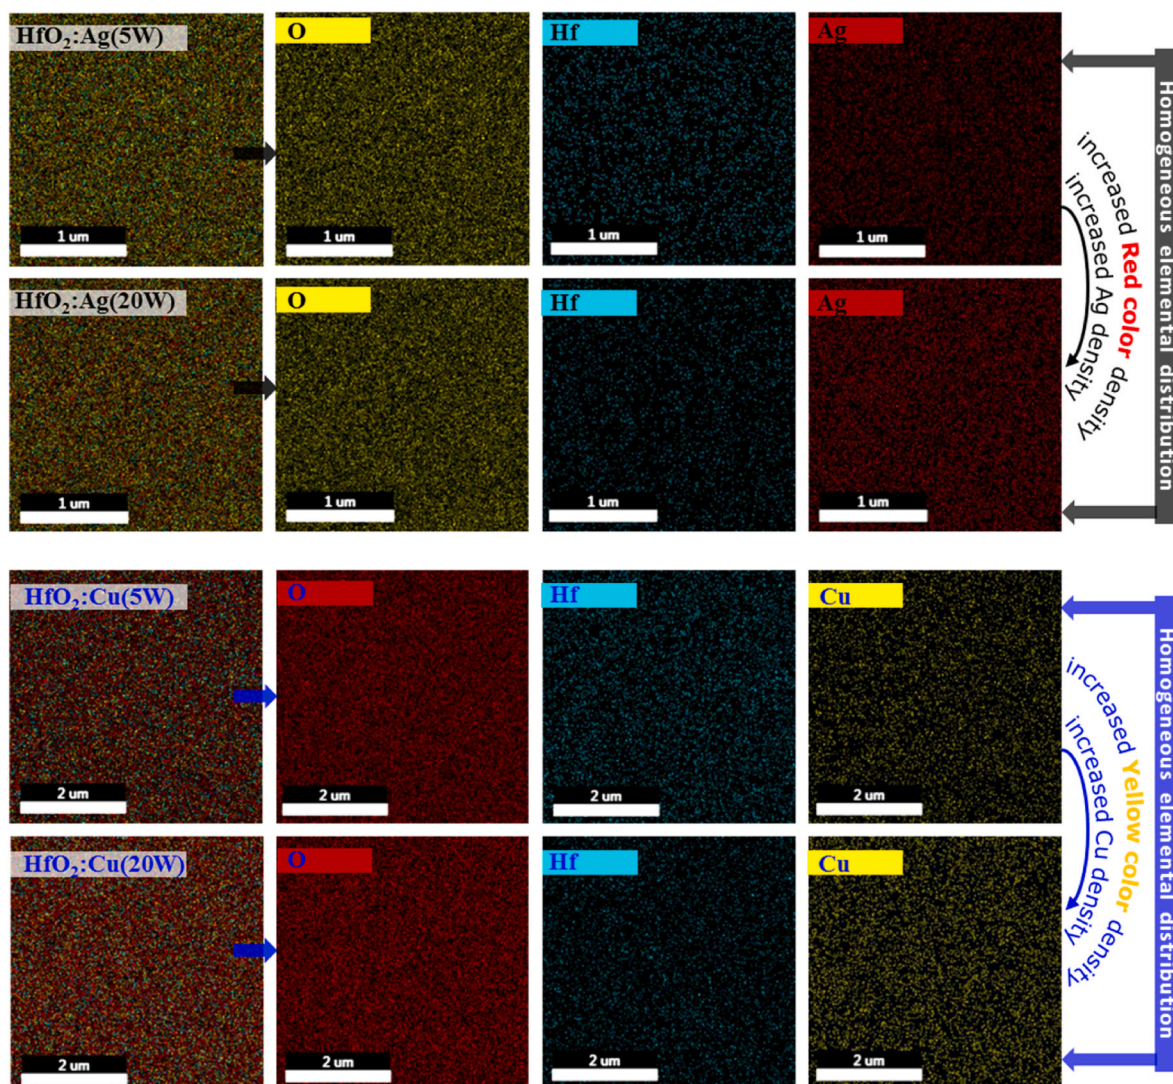 HfO₂:Ag(5W)
O
Hf
Ag
1 um
1 um
1 um
1 um
HfO₂:Ag(20W)
O
Hf
Ag
1 um
1 um
1 um
1 um
increased Red color density
increased Ag density
Homogeneous elemental distribution
HfO₂:Cu(5W)
O
Hf
Cu
2 um
2 um
2 um
2 um
HfO₂:Cu(20W)
O
Hf
Cu
2 um
2 um
2 um
2 um
increased Yellow color density
increased Cu density
Homogeneous elemental distribution